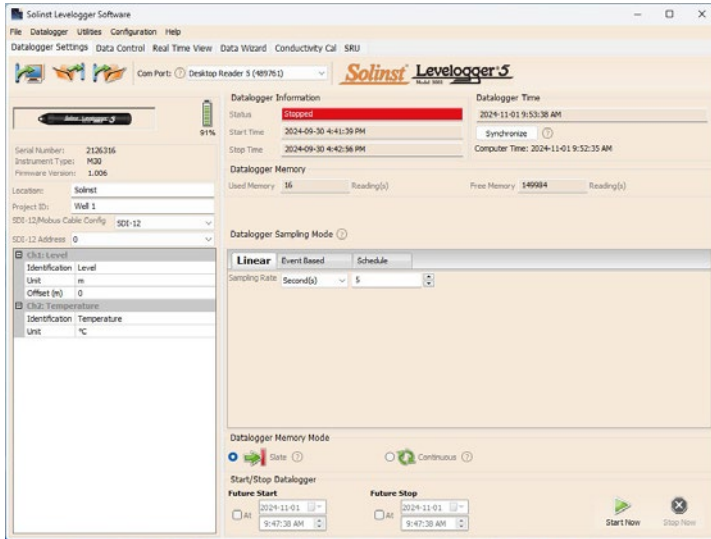 Solinst Levelogger Software
File Datalogger Utilities Configuration Help
Datalogger Settings Data Control Real Time View Data Wizard Conductivity Cal SRU
Com Port: Desktop Reader 5 (489761)
Solinst Levelogger 5
Model 3001
91%
Serial Number: 2126316
Instrument Type: M30
Firmware Version: 1.006
Location: Solinst
Project ID: Well 1
SDI-12/Mobus Cable Config SDI-12
SDI-12 Address 0
Ch1: Level
Identification Level
Unit m
Offset (m) 0
Ch2: Temperature
Identification Temperature
Unit °C
Datalogger Information
Status Stopped
Start Time 2024-09-30 4:41:39 PM
Stop Time 2024-09-30 4:42:56 PM
Datalogger Time
2024-11-01 9:53:38 AM
Synchronize
Computer Time: 2024-11-01 9:52:35 AM
Datalogger Memory
Used Memory 16 Reading(s) Free Memory 149984 Reading(s)
Datalogger Sampling Mode
Linear Event Based Schedule
Sampling Rate Second(s) 5
Datalogger Memory Mode
Slate Continuous
Start/Stop Datalogger
Future Start Future Stop
At 2024-11-01 At 2024-11-01
9:47:38 AM 9:47:38 AM
Start Now Stop Now